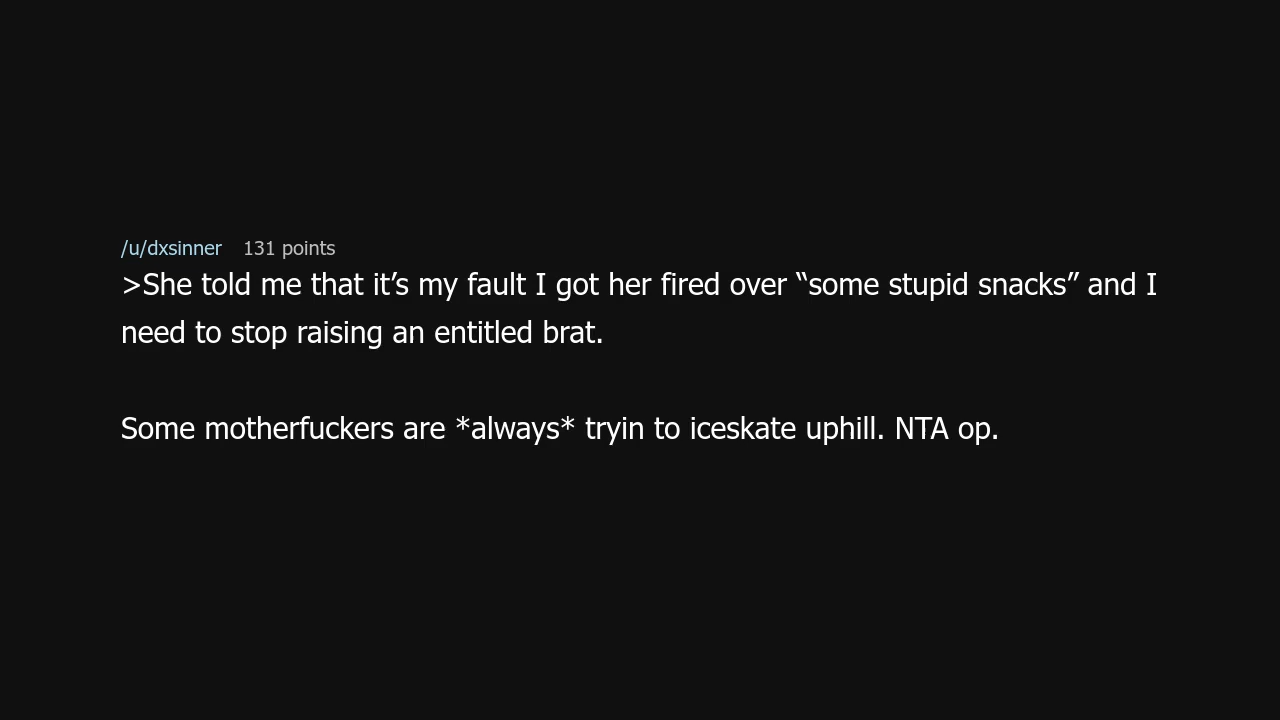 /u/dxsinner 131 points
>She told me that it’s my fault I got her fired over “some stupid snacks” and I
need to stop raising an entitled brat.
Some motherfuckers are *always* tryin to iceskate uphill. NTA op.